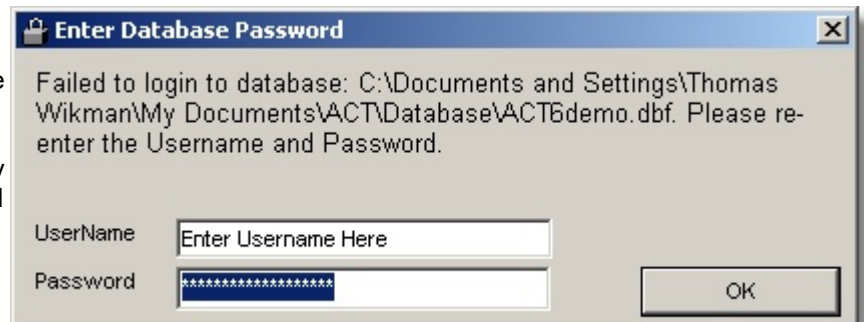 Enter Database Password
Failed to login to database: C:\Documents and Settings\Thomas
Wikman\My Documents\ACT\Database\ACT6demo.dbf. Please re-
enter the Username and Password.
UserName
Enter Username Here
Password
********************
OK